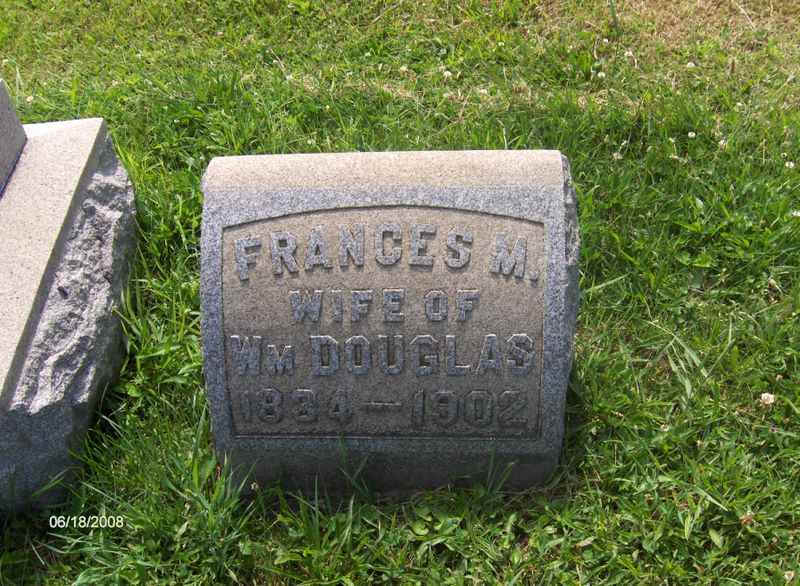 FRANCES M.
WIFE OF
WM DOUGLAS
1834—1902
06/18/2008